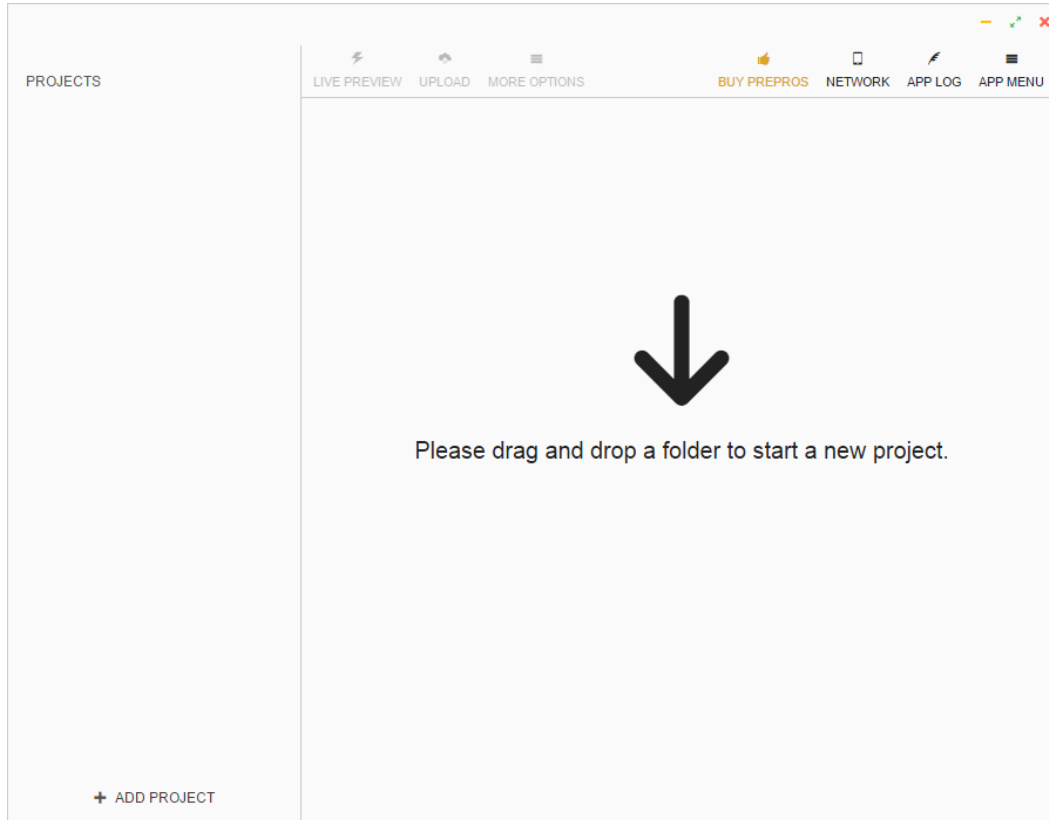 PROJECTS
LIVE PREVIEW UPLOAD MORE OPTIONS BUY PREPROS NETWORK APP LOG APP MENU
Please drag and drop a folder to start a new project.
ADD PROJECT